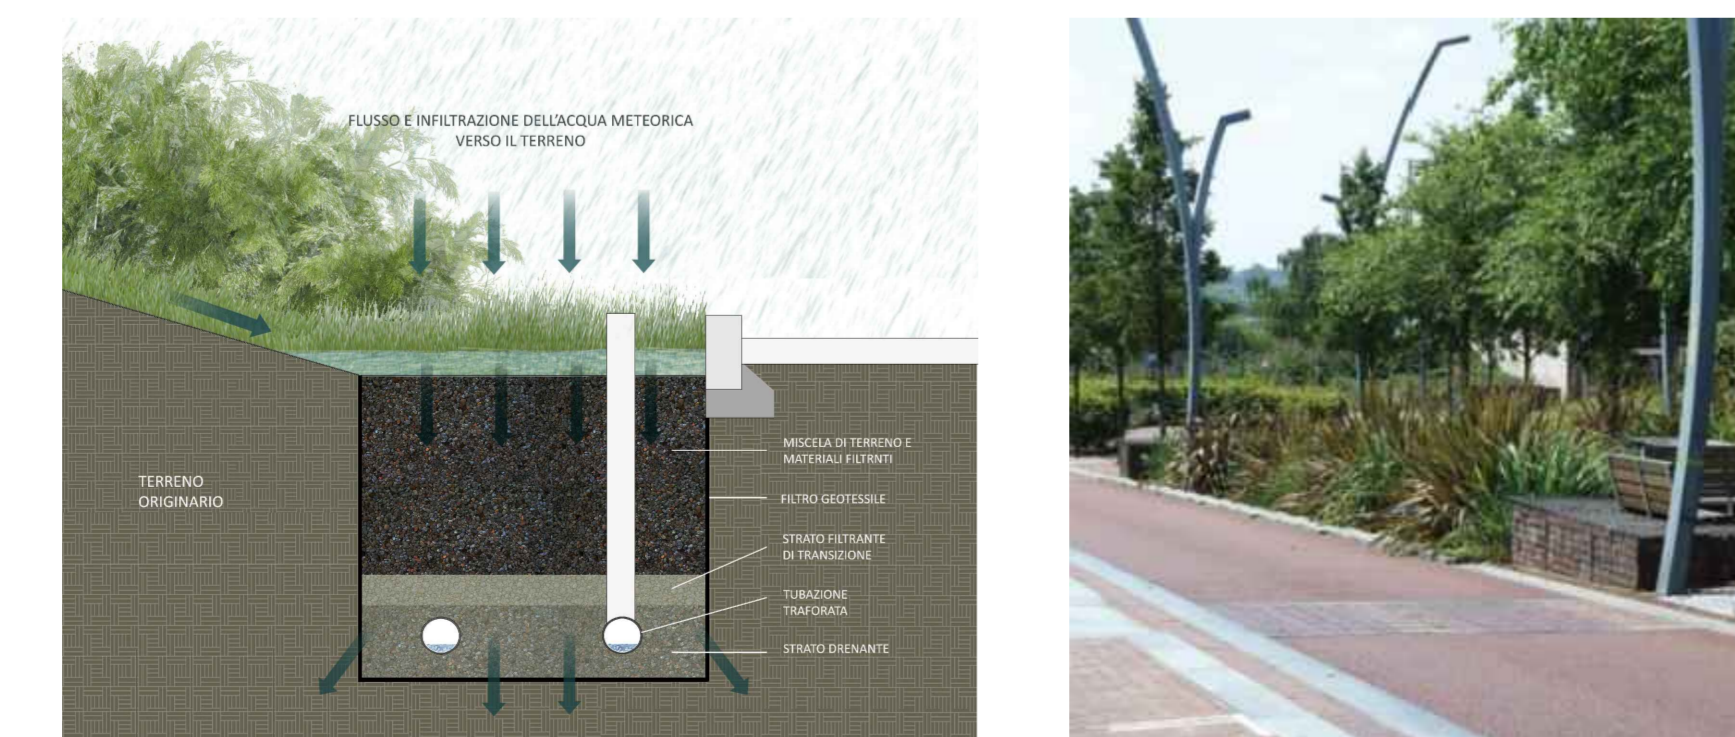 FLUSSO E INFILTRAZIONE DELL'ACQUA METEORICA
VERSO IL TERRENO
TERRENO
ORIGINARIO
MISCELA DI TERRENO E
MATERIALI FILTRNTI
FILTRO GEOTESSILE
STRATO FILTRANTE
DI TRANSIZIONE
TUBAZIONE
TRAFORATA
STRATO DRENANTE